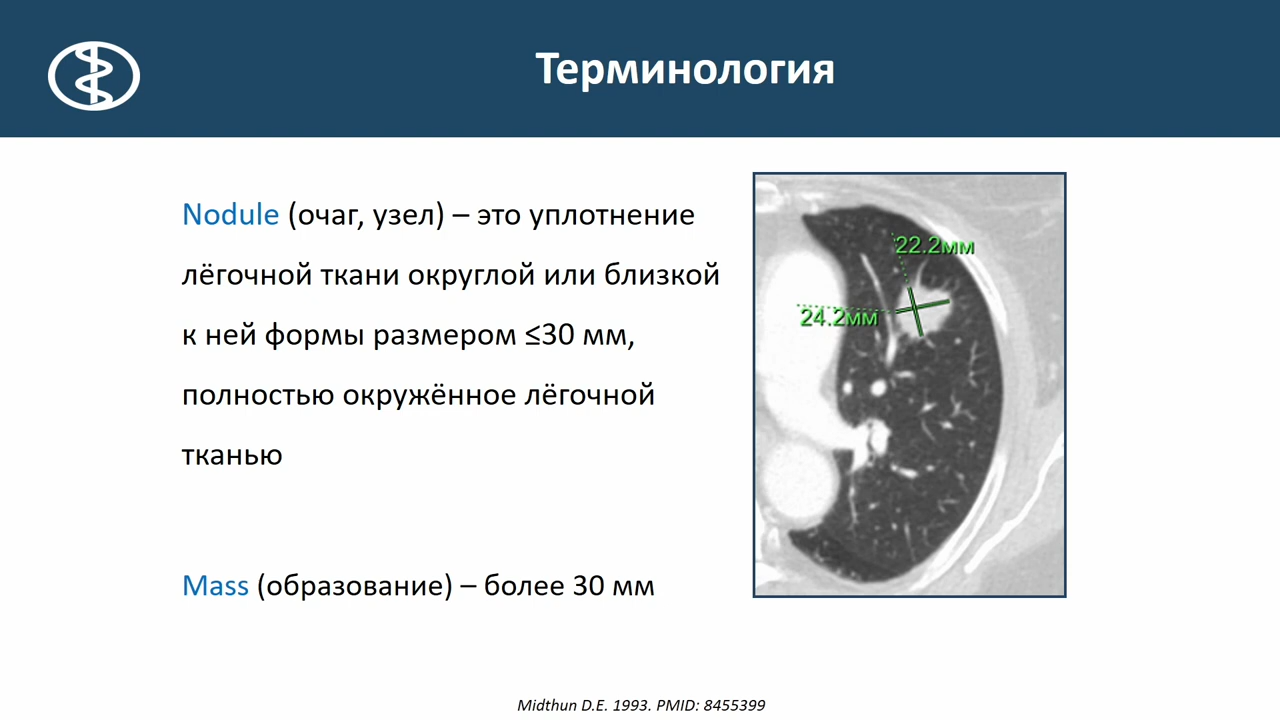 Терминология
Nodule (очаг, узел) – это уплотнение
лёгочной ткани округлой или близкой
к ней формы размером ≤30 мм,
полностью окружённое лёгочной
тканью
Mass (образование) – более 30 мм
22.2мм
24.2мм
Midthun D.E. 1993. PMID: 8455399